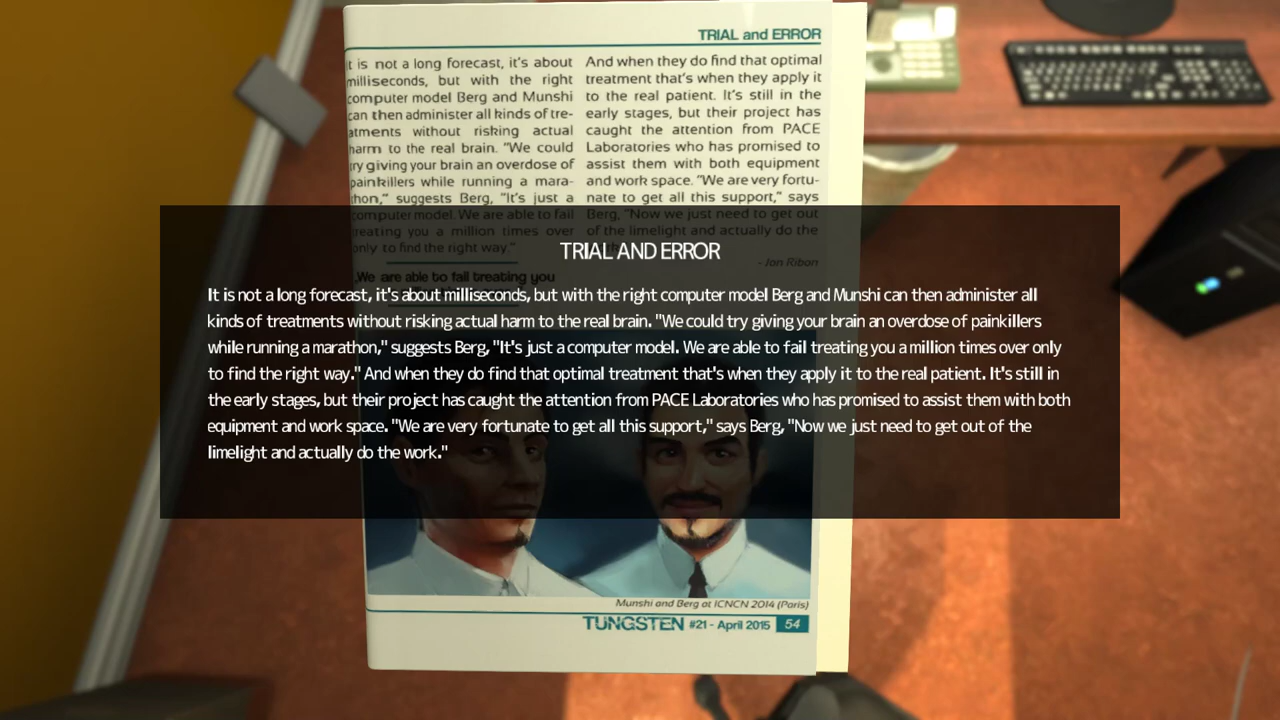 TRIAL and ERROR
it is not a long forecast, it's about
milliseconds, but with the right
computer model Berg and Munshi
can then administer all kinds of tre-
atments without risking actual
harm to the real brain. "We could
try giving your brain an overdose of
painkillers while running a mara-
thon," suggests Berg, "It's just a
computer model. We are able to fail
treating you a million times over
only to find the right way."
We are able to fail treating you
And when they do find that optimal
treatment that's when they apply it
to the real patient. It's still in the
early stages, but their project has
caught the attention from PACE
Laboratories who has promised to
assist them with both equipment
and work space. "We are very fortu-
nate to get all this support," says
Berg, "Now we just need to get out
of the limelight and actually do the
- Jon Ribon
TRIAL AND ERROR
It is not a long forecast, it's about milliseconds, but with the right computer model Berg and Munshi can then administer all
kinds of treatments without risking actual harm to the real brain. "We could try giving your brain an overdose of painkillers
while running a marathon," suggests Berg, "It's just a computer model. We are able to fail treating you a million times over only
to find the right way." And when they do find that optimal treatment that's when they apply it to the real patient. It's still in
the early stages, but their project has caught the attention from PACE Laboratories who has promised to assist them with both
equipment and work space. "We are very fortunate to get all this support," says Berg, "Now we just need to get out of the
limelight and actually do the work."
Munshi and Berg at ICNCN 2014 (Paris)
TUNGSTEN #21 - April 2015 54